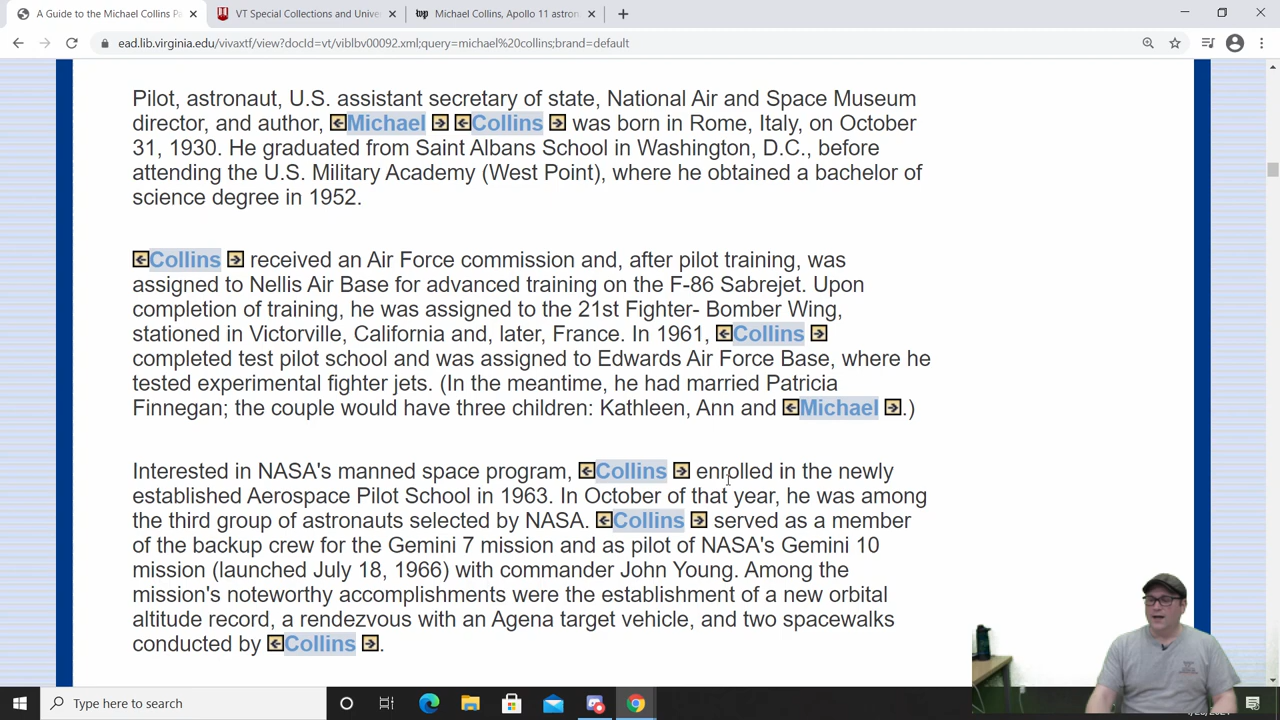 A Guide to the Michael Collins Pa
VT Special Collections and Unive
wp Michael Collins, Apollo 11 astron
ead.lib.virginia.edu/vivaxtf/view?docId=vt/viblbv00092.xml;query=michael%20collins;brand=default
Pilot, astronaut, U.S. assistant secretary of state, National Air and Space Museum
director, and author, Michael Collins was born in Rome, Italy, on October
31, 1930. He graduated from Saint Albans School in Washington, D.C., before
attending the U.S. Military Academy (West Point), where he obtained a bachelor of
science degree in 1952.
Collins received an Air Force commission and, after pilot training, was
assigned to Nellis Air Base for advanced training on the F-86 Sabrejet. Upon
completion of training, he was assigned to the 21st Fighter- Bomber Wing,
stationed in Victorville, California and, later, France. In 1961, Collins
completed test pilot school and was assigned to Edwards Air Force Base, where he
tested experimental fighter jets. (In the meantime, he had married Patricia
Finnegan; the couple would have three children: Kathleen, Ann and Michael .)
Interested in NASA's manned space program, Collins enrolled in the newly
established Aerospace Pilot School in 1963. In October of that year, he was among
the third group of astronauts selected by NASA. Collins served as a member
of the backup crew for the Gemini 7 mission and as pilot of NASA's Gemini 10
mission (launched July 18, 1966) with commander John Young. Among the
mission's noteworthy accomplishments were the establishment of a new orbital
altitude record, a rendezvous with an Agena target vehicle, and two spacewalks
conducted by Collins .
Type here to search